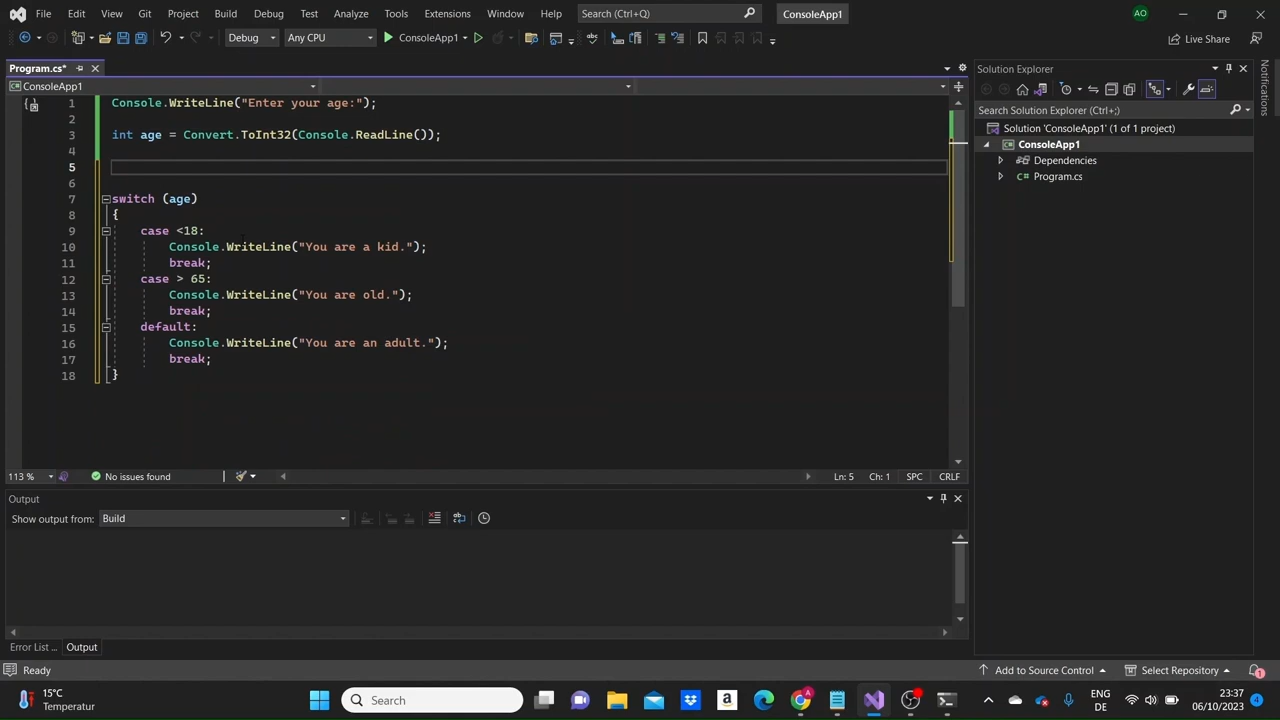 File Edit View Git Project Build Debug Test Analyze Tools Extensions Window Help Search (Ctrl+Q) ConsoleApp1 AO
Debug Any CPU ConsoleApp1 Live Share
Program.cs*
ConsoleApp1
1 Console.WriteLine("Enter your age:");
2
3 int age = Convert.ToInt32(Console.ReadLine());
4
5
6
7 switch (age)
8 {
9 case <18:
10 Console.WriteLine("You are a kid.");
11 break;
12 case > 65:
13 Console.WriteLine("You are old.");
14 break;
15 default:
16 Console.WriteLine("You are an adult.");
17 break;
18 }
113 % No issues found Ln: 5 Ch: 1 SPC CRLF
Output
Show output from: Build
Error List ... Output
Solution Explorer
Search Solution Explorer (Ctrl+;)
Solution 'ConsoleApp1' (1 of 1 project)
ConsoleApp1
Dependencies
C# Program.cs
Notifications
Ready Add to Source Control Select Repository 1
15°C
Temperatur
Search
ENG
DE
23:37
06/10/2023
4